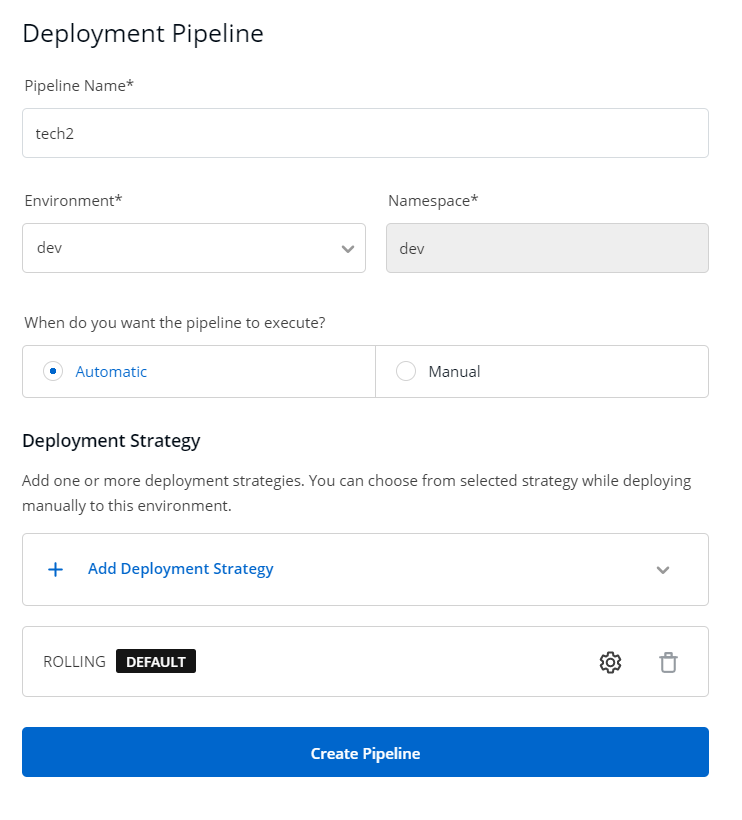 Deployment Pipeline
Pipeline Name*
tech2
Environment* Namespace*
dev dev
When do you want the pipeline to execute?
Automatic Manual
Deployment Strategy
Add one or more deployment strategies. You can choose from selected strategy while deploying
manually to this environment.
Add Deployment Strategy
ROLLING DEFAULT
Create Pipeline